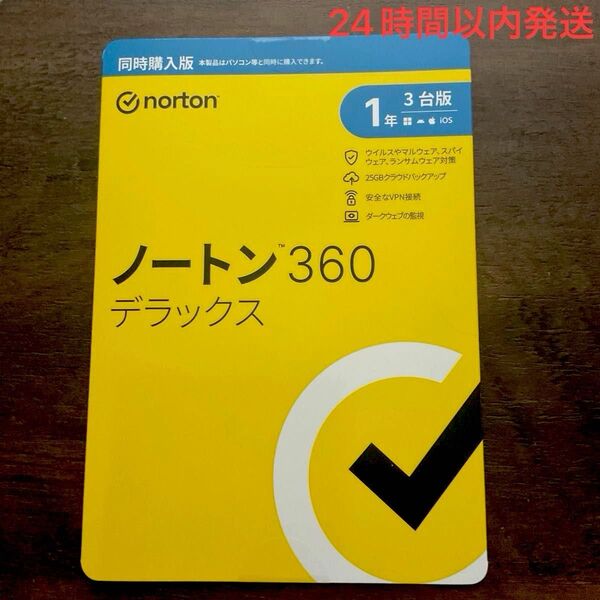 24時間以内発送
同時購入版 本製品はパソコン等と同時に購入できます。
norton™
1年 3台版
iOS
ウイルスやマルウェア、スパイ
ウェア、ランサムウェア対策
25GBクラウドバックアップ
安全なVPN接続
ダークウェブの監視
ノートン™ 360
デラックス